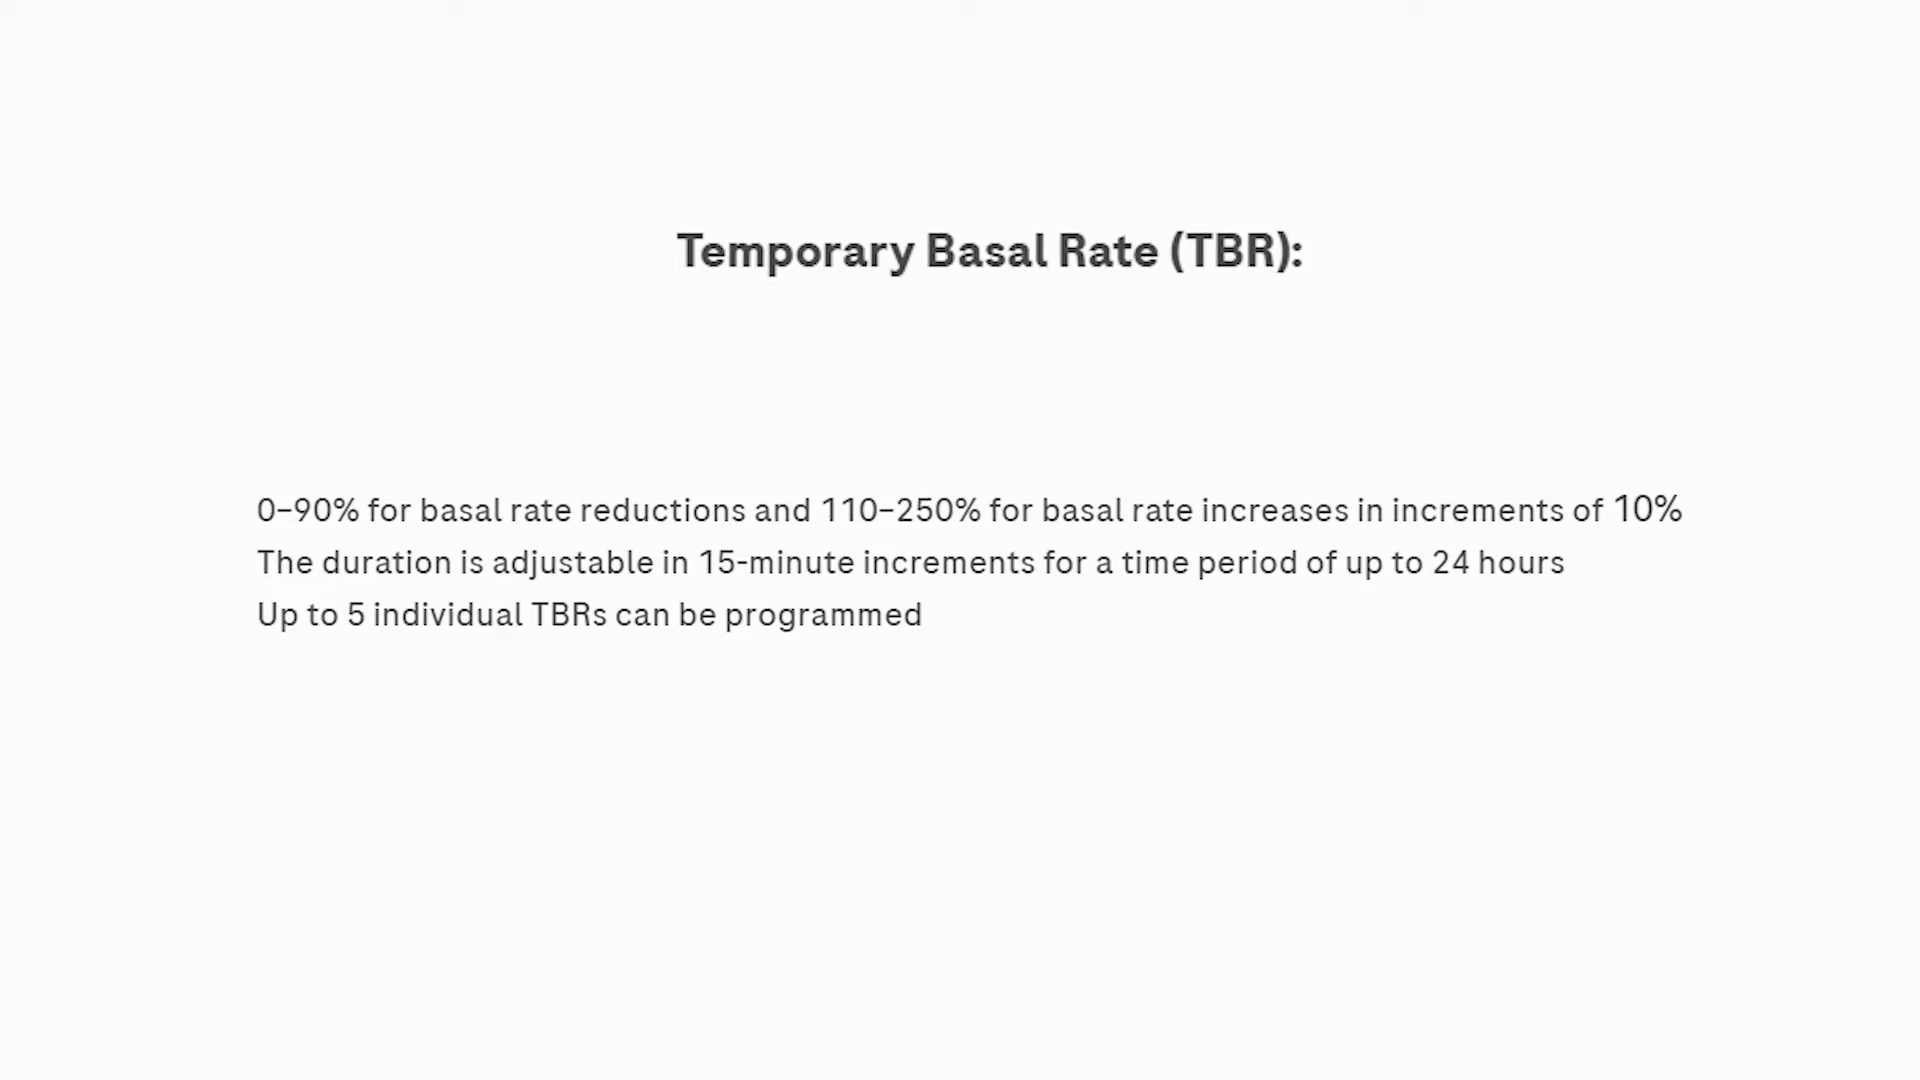 Temporary Basal Rate (TBR):
0–90% for basal rate reductions and 110–250% for basal rate increases in increments of 10%
The duration is adjustable in 15-minute increments for a time period of up to 24 hours
Up to 5 individual TBRs can be programmed